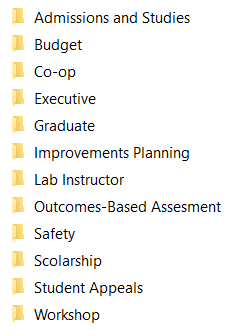 Admissions and Studies
Budget
Co-op
Executive
Graduate
Improvements Planning
Lab Instructor
Outcomes-Based Assesment
Safety
Scolarship
Student Appeals
Workshop